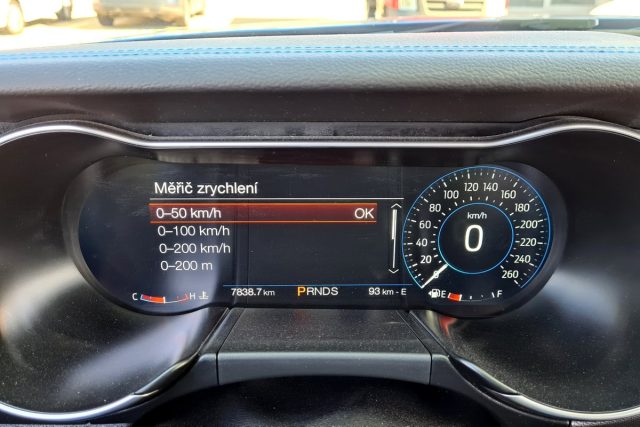 Měřič zrychlení
0–50 km/h OK
0–100 km/h
0–200 km/h
0–200 m
C H
7838.7 km PRNDS 93 km - E
0 20 40 60 80 100 120 140 160 180 200 220 240 260
km/h
0
E F